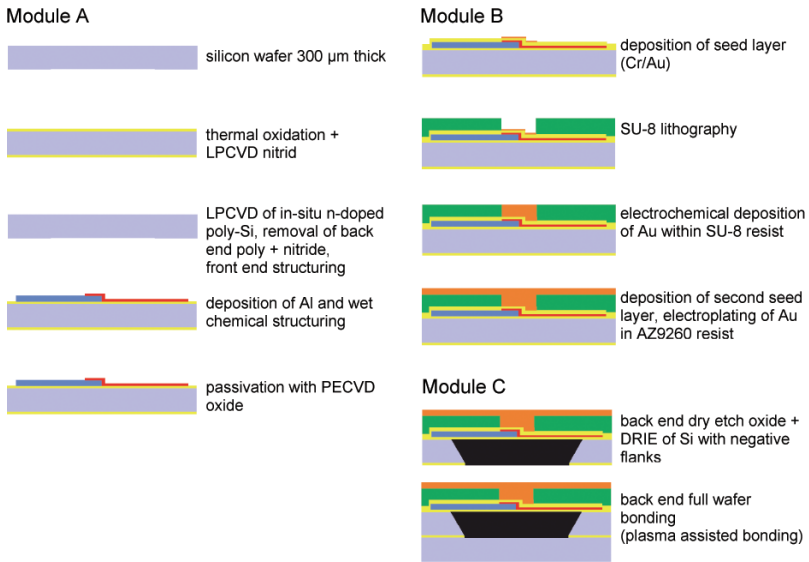 Module A
silicon wafer 300 µm thick
thermal oxidation +
LPCVD nitrid
LPCVD of in-situ n-doped
poly-Si, removal of back
end poly + nitride,
front end structuring
deposition of Al and wet
chemical structuring
passivation with PECVD
oxide
Module B
deposition of seed layer
(Cr/Au)
SU-8 lithography
electrochemical deposition
of Au within SU-8 resist
deposition of second seed
layer, electroplating of Au
in AZ9260 resist
Module C
back end dry etch oxide +
DRIE of Si with negative
flanks
back end full wafer
bonding
(plasma assisted bonding)